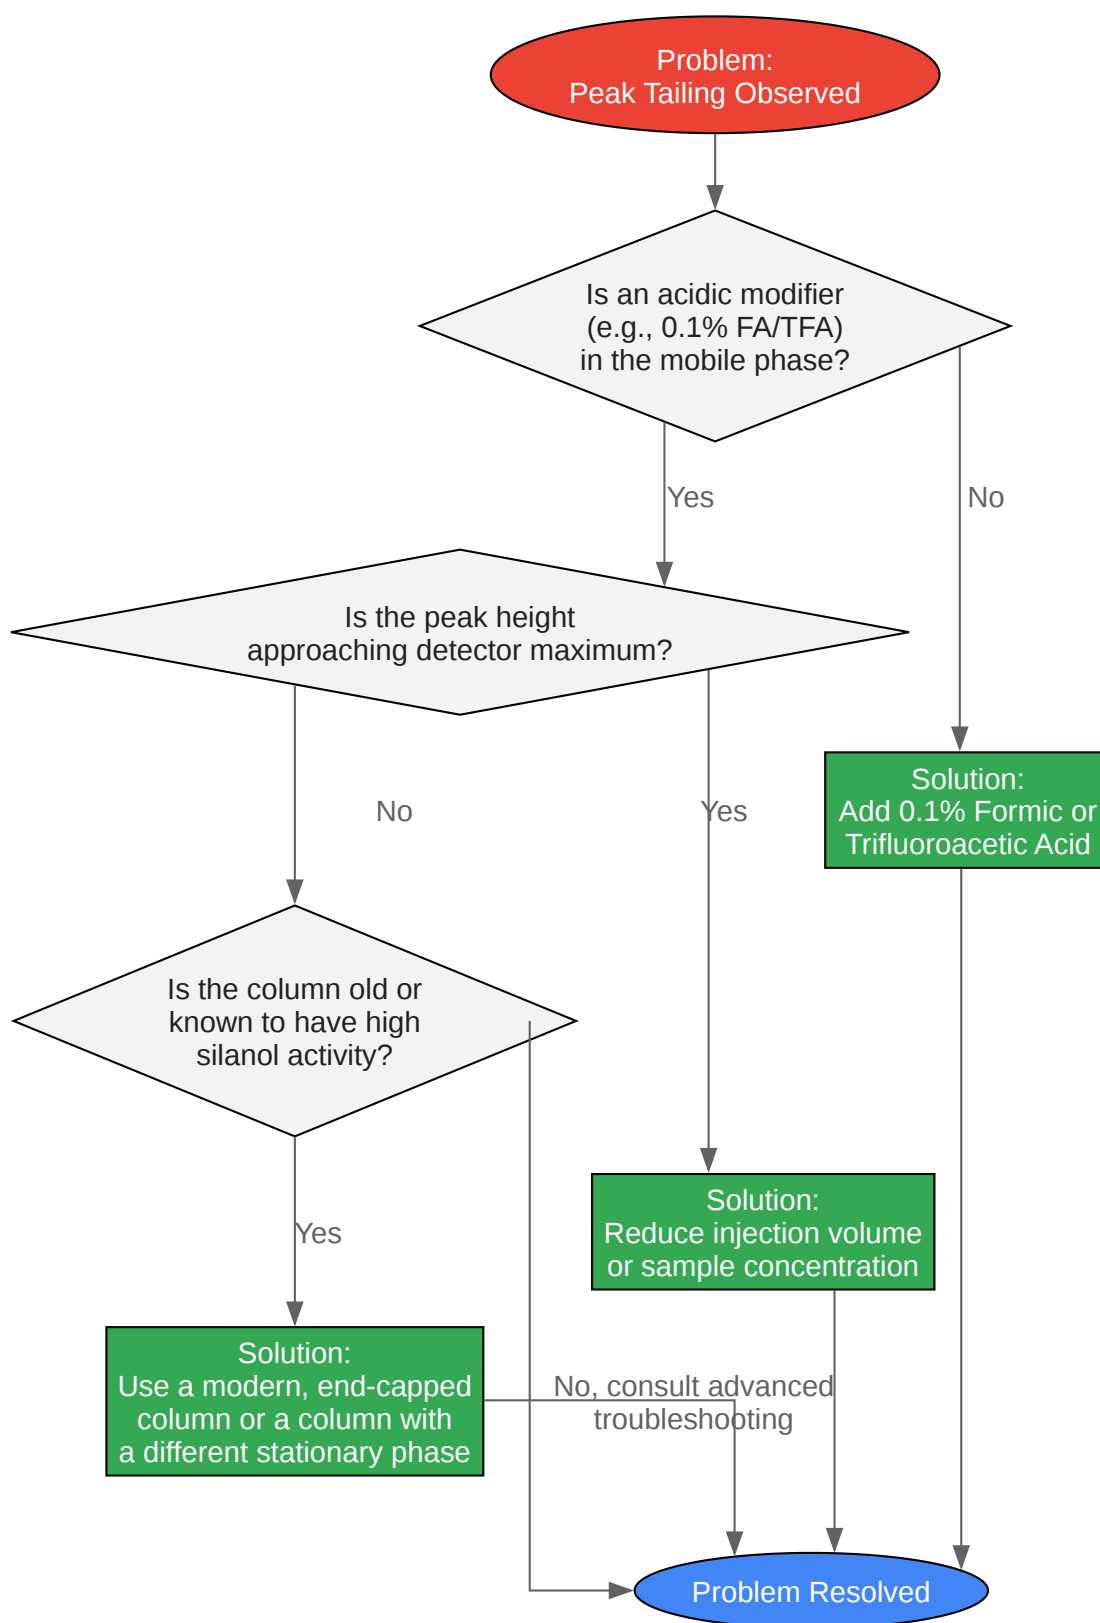 Problem:
Peak Tailing Observed
Is an acidic modifier
(e.g., 0.1% FA/TFA)
in the mobile phase?
Yes
No
Is the peak height
approaching detector maximum?
No
Yes
Solution:
Add 0.1% Formic or
Trifluoroacetic Acid
Is the column old or
known to have high
silanol activity?
Yes
Solution:
Reduce injection volume
or sample concentration
Solution:
Use a modern, end-capped
column or a column with
a different stationary phase
No, consult advanced
troubleshooting
Problem Resolved